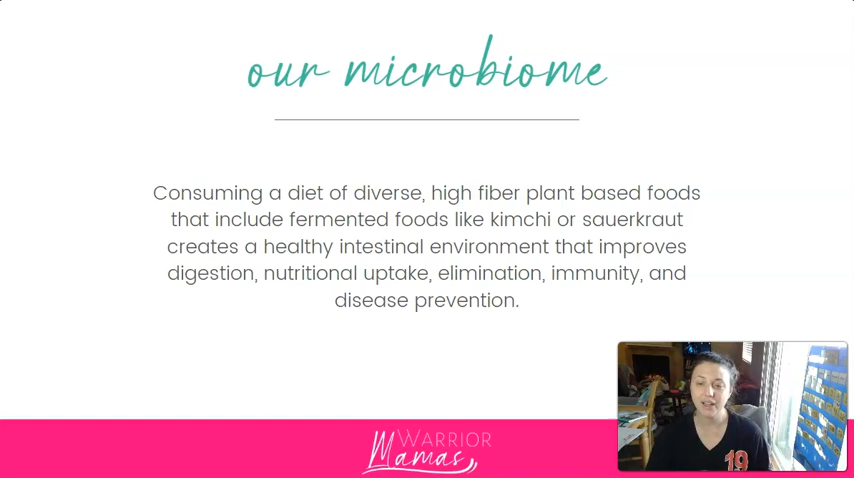 our microbiome
Consuming a diet of diverse, high fiber plant based foods
that include fermented foods like kimchi or sauerkraut
creates a healthy intestinal environment that improves
digestion, nutritional uptake, elimination, immunity, and
disease prevention.
WARRIOR
Mamas
19